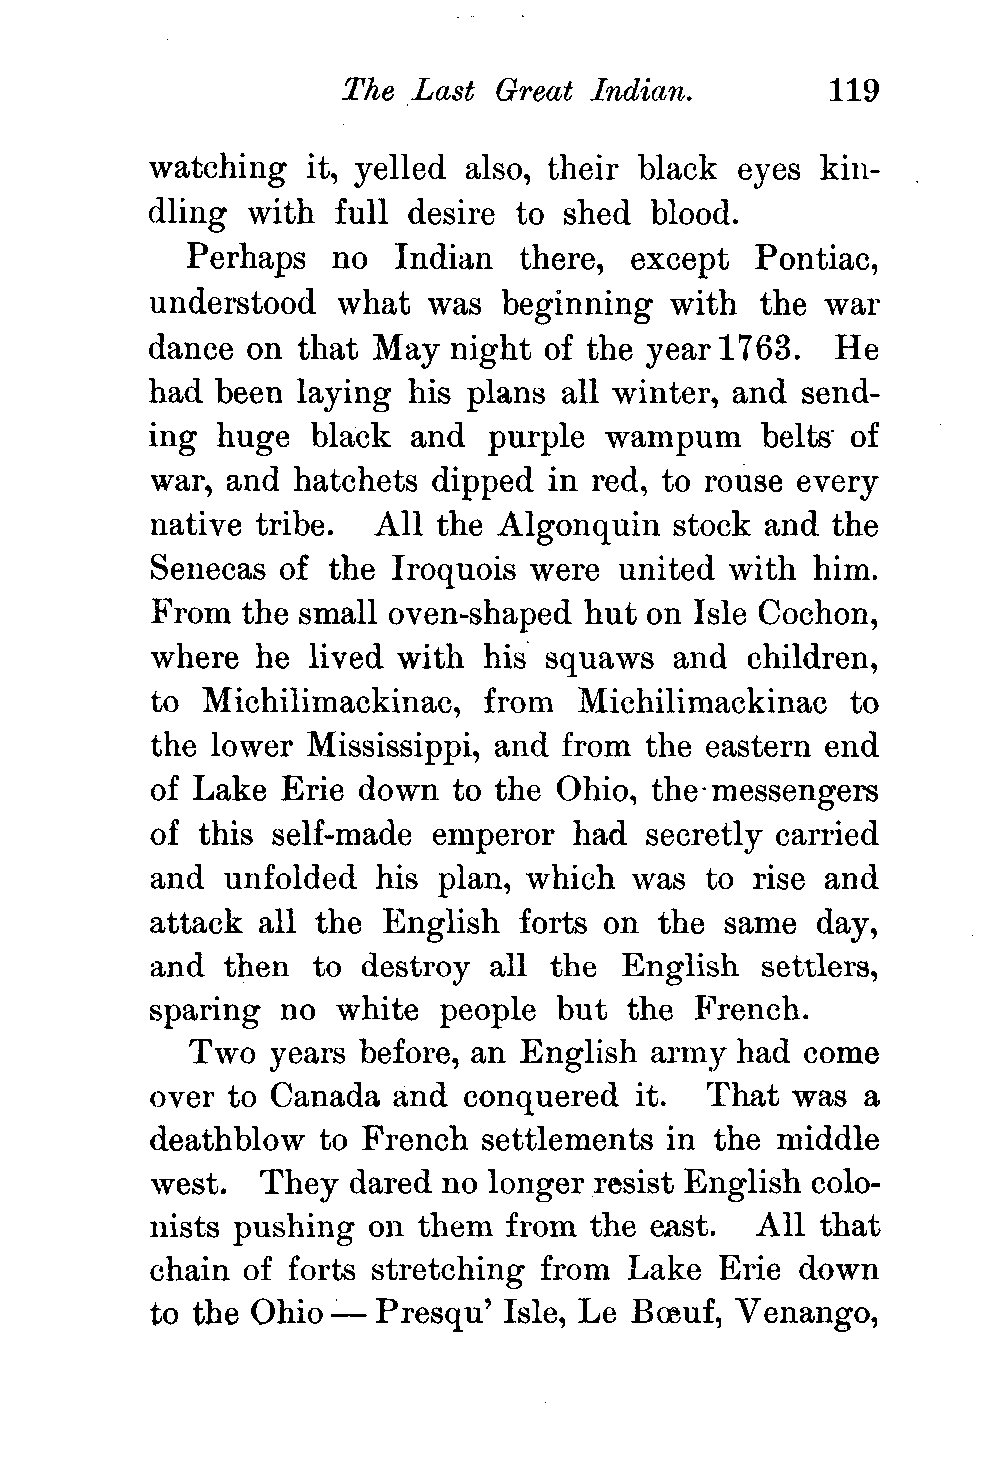 The Last Great Indian. 119
watching it, yelled also, their black eyes kin-
dling with full desire to shed blood.
Perhaps no Indian there, except Pontiac,
understood what was beginning with the war
dance on that May night of the year 1763. He
had been laying his plans all winter, and send-
ing huge black and purple wampum belts of
war, and hatchets dipped in red, to rouse every
native tribe. All the Algonquin stock and the
Senecas of the Iroquois were united with him.
From the small oven-shaped hut on Isle Cochon,
where he lived with his squaws and children,
to Michilimackinac, from Michilimackinac to
the lower Mississippi, and from the eastern end
of Lake Erie down to the Ohio, the messengers
of this self-made emperor had secretly carried
and unfolded his plan, which was to rise and
attack all the English forts on the same day,
and then to destroy all the English settlers,
sparing no white people but the French.
Two years before, an English army had come
over to Canada and conquered it. That was a
deathblow to French settlements in the middle
west. They dared no longer resist English colo-
nists pushing on them from the east. All that
chain of forts stretching from Lake Erie down
to the Ohio — Presqu' Isle, Le Bœuf, Venango,